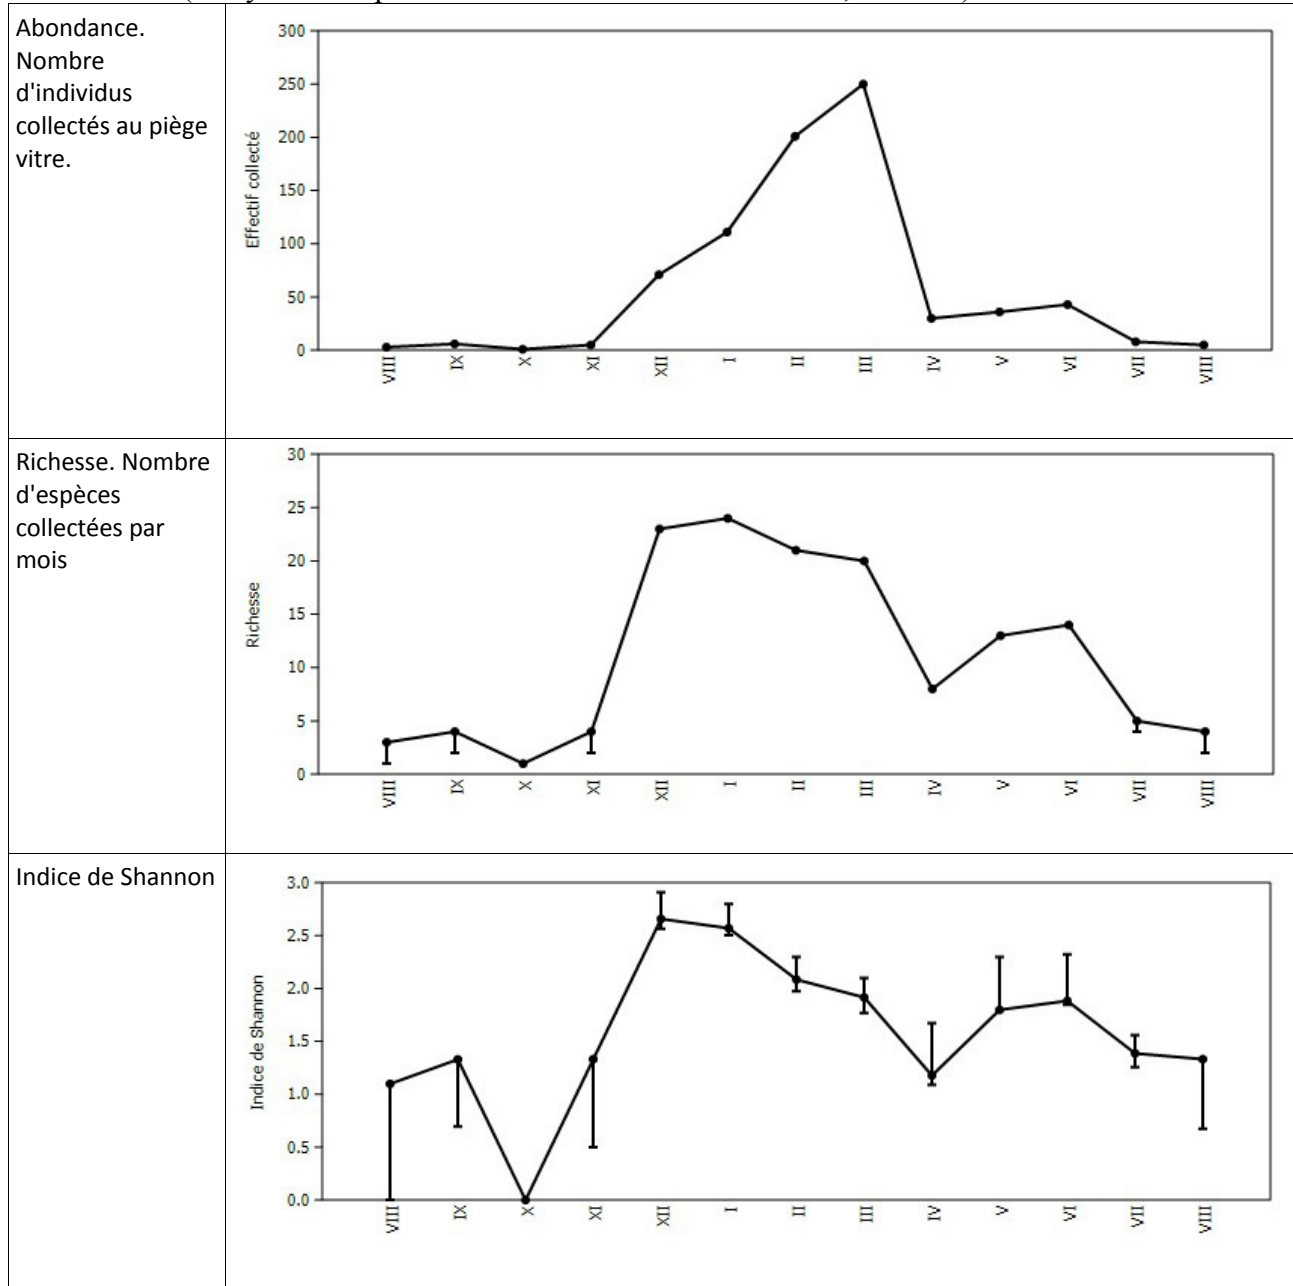 Abondance.
Nombre
d'individus
collectés au piège
vitre.
Effectif collecté
300
250
200
150
100
50
0
VIII IX X XI XII I II III IV V VI VII VIII
Richesse. Nombre
d'espèces
collectées par
mois
Richesse
30
25
20
15
10
5
0
VIII IX X XI XII I II III IV V VI VII VIII
Indice de Shannon
Indice de Shannon
3.0
2.5
2.0
1.5
1.0
0.5
0.0
VIII IX X XI XII I II III IV V VI VII VIII